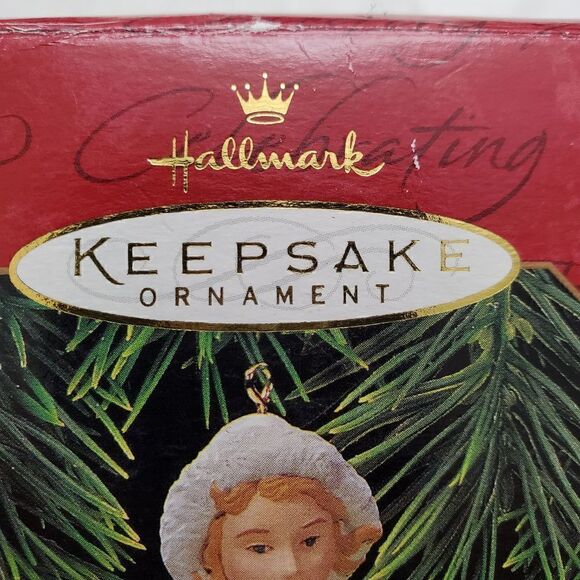 Celebrating
Hallmark
KEEPSAKE
ORNAMENT